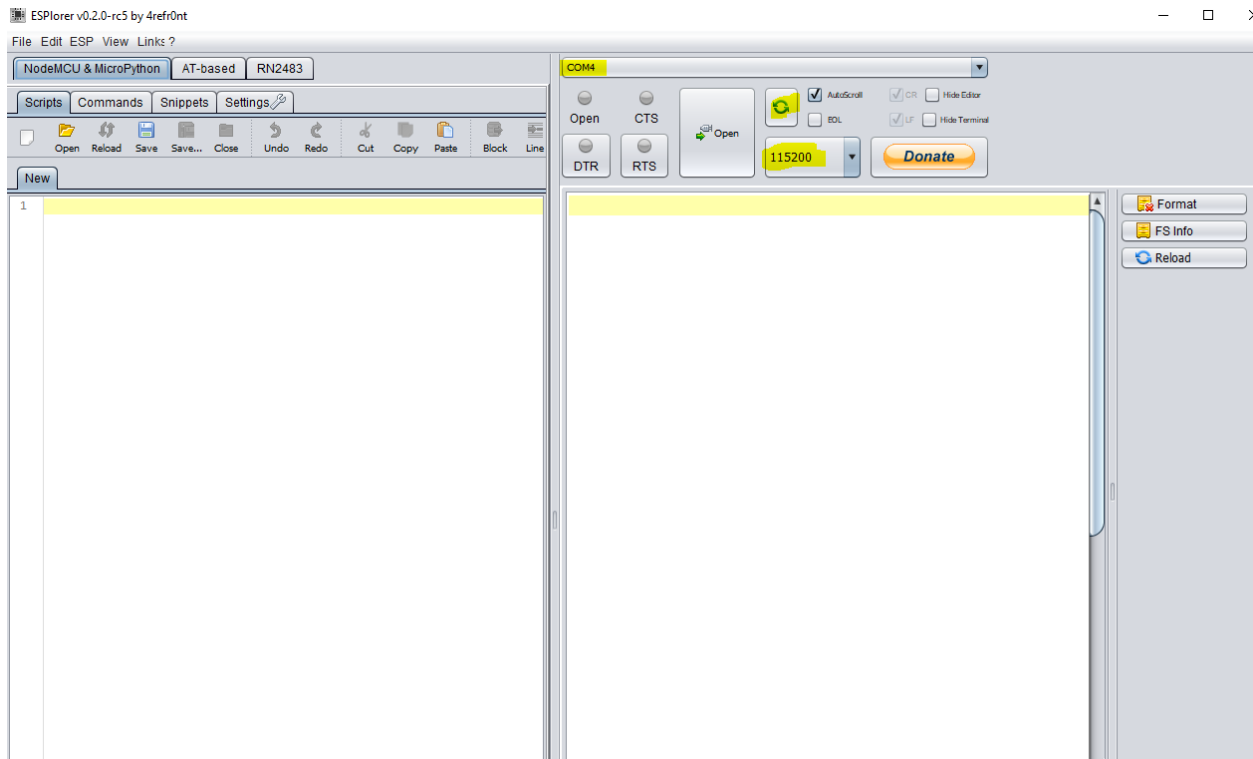 ESPlorer v0.2.0-rc5 by 4refr0nt
File Edit ESP View Links ?
NodeMCU & MicroPython AT-based RN2483
Scripts Commands Snippets Settings
Open Reload Save Save... Close Undo Redo Cut Copy Paste Block Line
New
1
COM4
Open CTS
DTR RTS
Open
AutoScroll CR Hide Editor
EOL LF Hide Terminal
115200
Donate
Format
FS Info
Reload